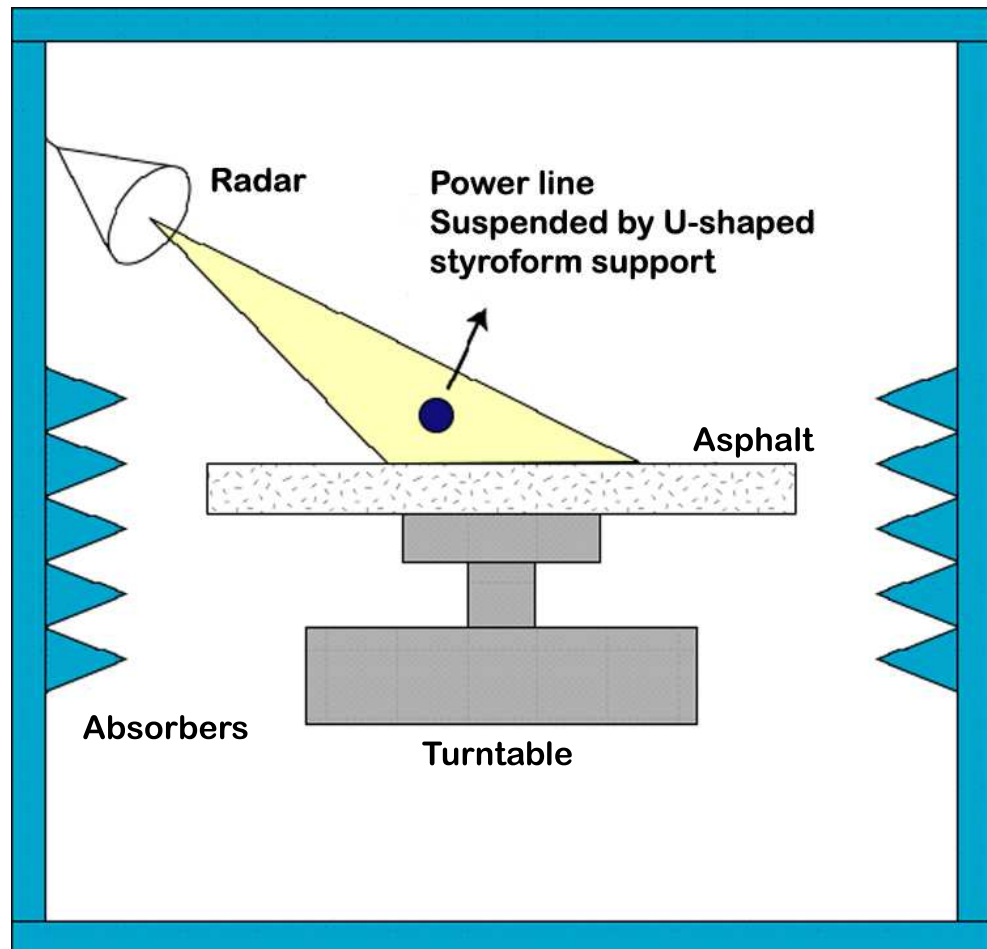 Radar
Power line
Suspended by U-shaped
styroform support
Asphalt
Absorbers
Turntable